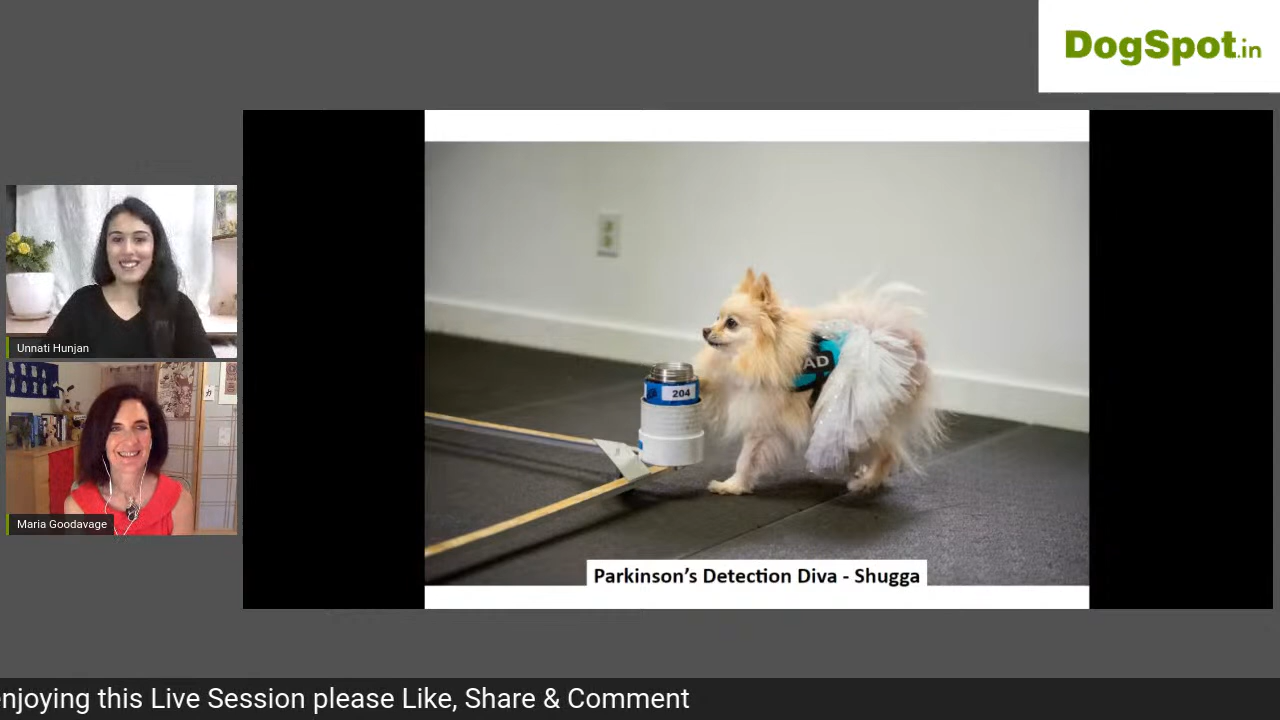 DogSpot.in
Unnati Hunjan
Maria Goodavage
AD
204
Parkinson's Detection Diva - Shugga
njoying this Live Session please Like, Share & Comment